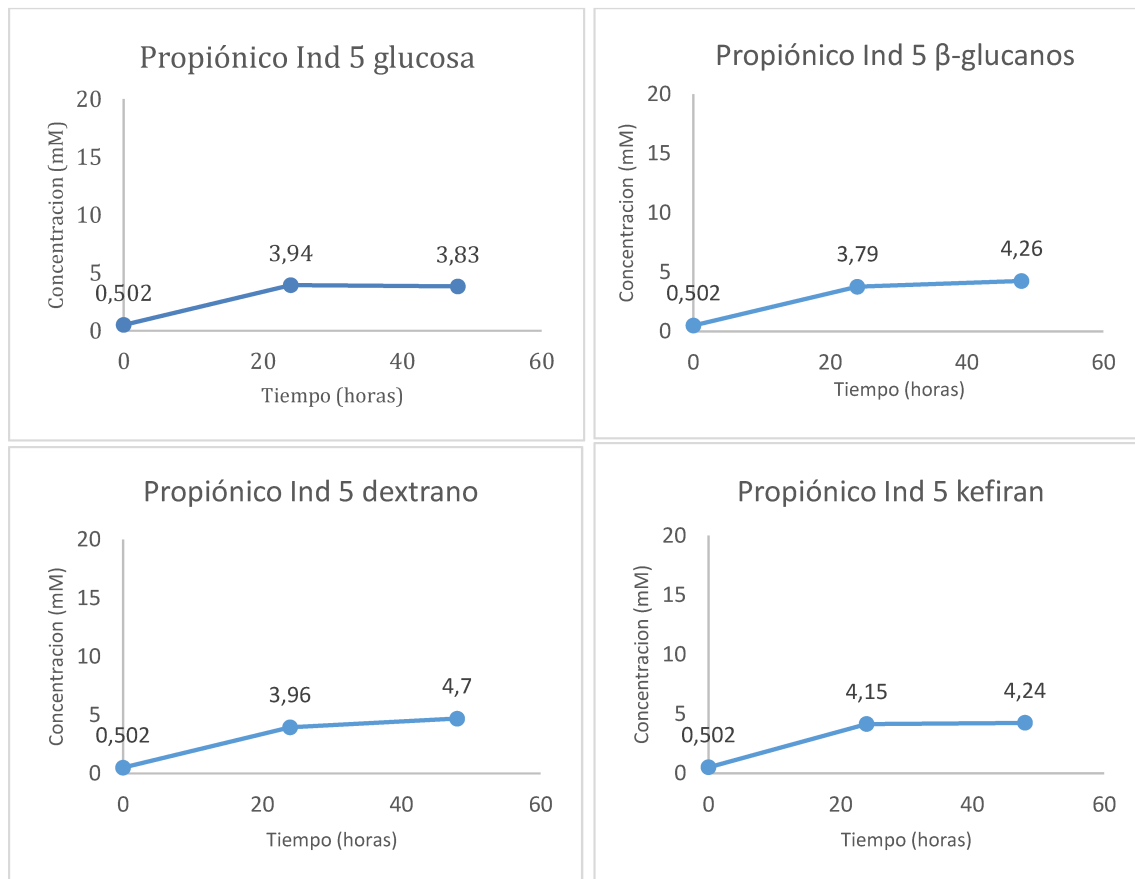 Propiónico Ind 5 glucosa
Concentracion (mM)
20
15
10
5
0
0,502
3,94
3,83
0 20 40 60
Tiempo (horas)
Propiónico Ind 5 β-glucanos
Concentracion (mM)
20
15
10
5
0
0,502
3,79
4,26
0 20 40 60
Tiempo (horas)
Propiónico Ind 5 dextrano
Concentracion (mM)
20
15
10
5
0
0,502
3,96
4,7
0 20 40 60
Tiempo (horas)
Propiónico Ind 5 kefiran
Concentracion (mM)
20
15
10
5
0
0,502
4,15
4,24
0 20 40 60
Tiempo (horas)